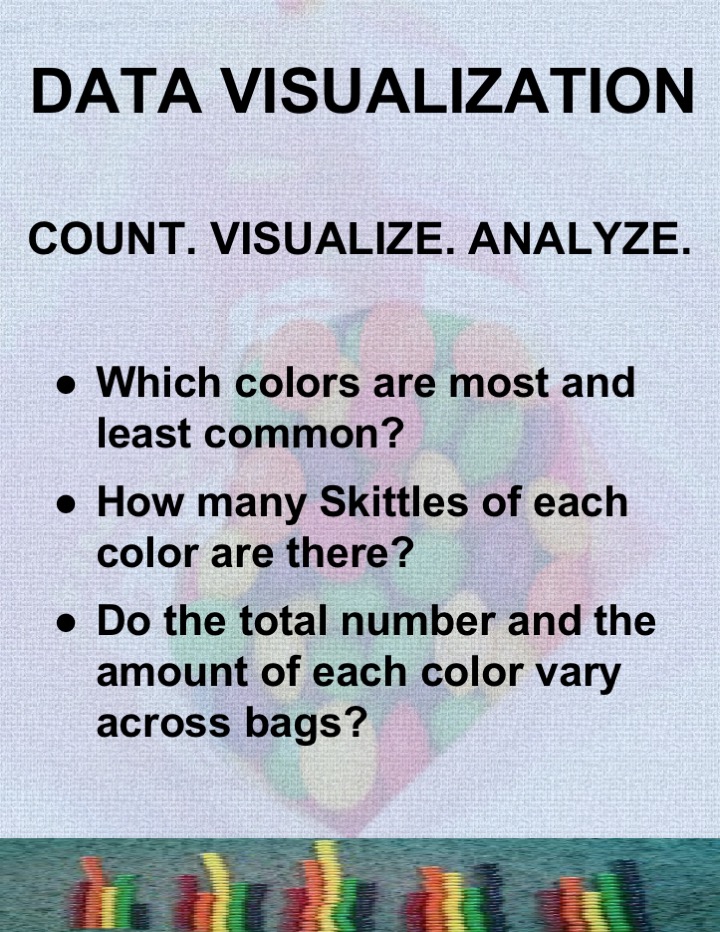 DATA VISUALIZATION
COUNT. VISUALIZE. ANALYZE.
● Which colors are most and
least common?
● How many Skittles of each
color are there?
● Do the total number and the
amount of each color vary
across bags?